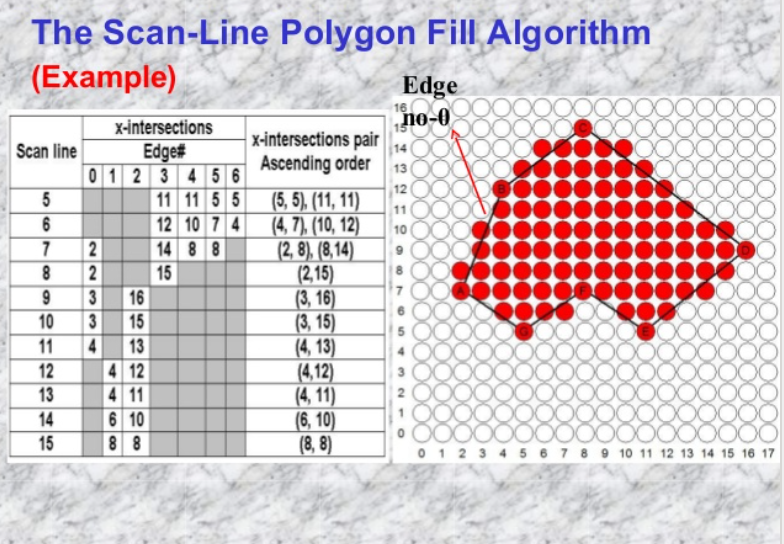 The Scan-Line Polygon Fill Algorithm
(Example)
Edge
no-0
Scan line x-intersections x-intersections pair
Edge# Ascending order
0 1 2 3 4 5 6
5 11 11 5 5 (5, 5), (11, 11)
6 12 10 7 4 (4, 7), (10, 12)
7 2 14 8 8 (2, 8), (8,14)
8 2 15 (2,15)
9 3 16 (3, 16)
10 3 15 (3, 15)
11 4 13 (4, 13)
12 4 12 (4,12)
13 4 11 (4, 11)
14 6 10 (6, 10)
15 8 8 (8, 8)
16
15 C
14
13
12 B
11
10
9 D
8
7 A F
6
5 G E
4
3
2
1
0
0 1 2 3 4 5 6 7 8 9 10 11 12 13 14 15 16 17